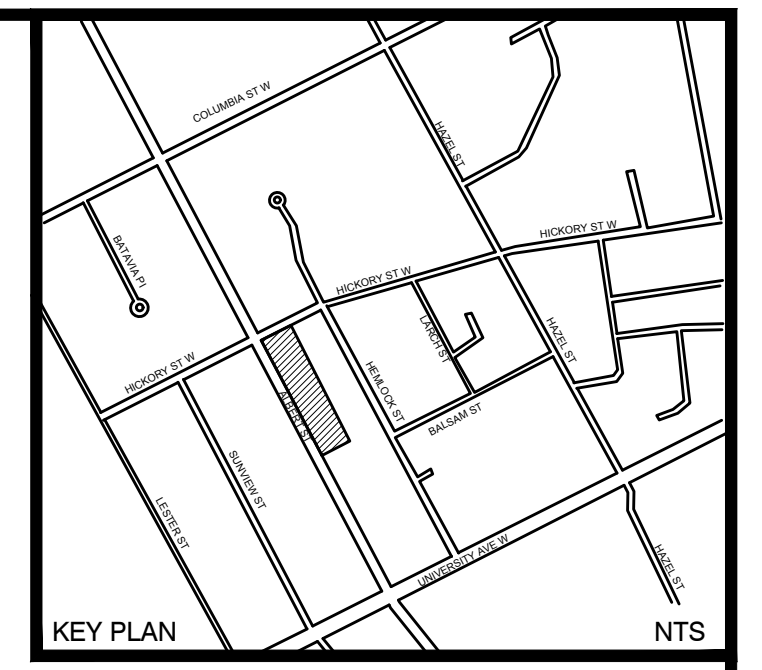 COLUMBIA ST W
HAZEL ST
HICKORY ST W
BATAVIA Pl
HICKORY ST W
LARCH ST
HAZEL ST
HICKORY ST W
HEMLOCK ST
ALBERT ST
BALSAM ST
SUNVIEW ST
LESTER ST
UNIVERSITY AVE W
HAZEL ST
KEY PLAN
NTS